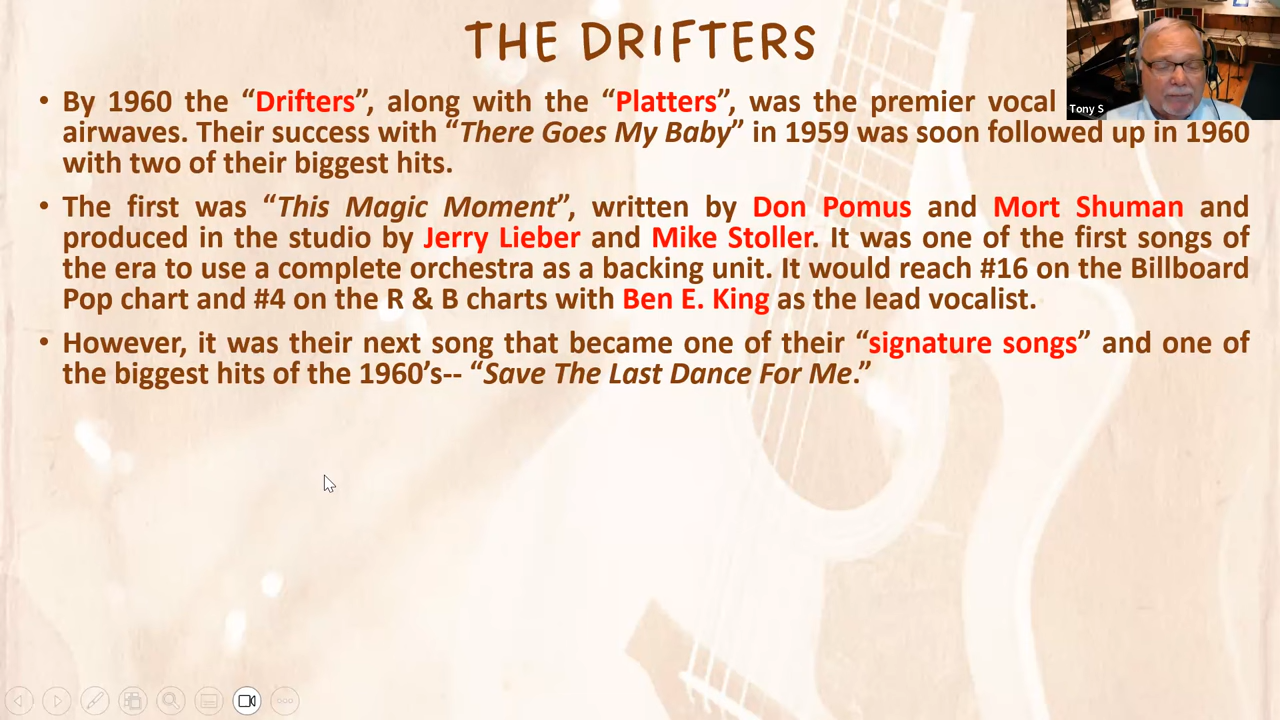 THE DRIFTERS
• By 1960 the “Drifters”, along with the “Platters”, was the premier vocal
airwaves. Their success with “There Goes My Baby” in 1959 was soon followed up in 1960
with two of their biggest hits.
• The first was “This Magic Moment”, written by Don Pomus and Mort Shuman and
produced in the studio by Jerry Lieber and Mike Stoller. It was one of the first songs of
the era to use a complete orchestra as a backing unit. It would reach #16 on the Billboard
Pop chart and #4 on the R & B charts with Ben E. King as the lead vocalist.
• However, it was their next song that became one of their “signature songs” and one of
the biggest hits of the 1960’s-- “Save The Last Dance For Me.”
Tony S